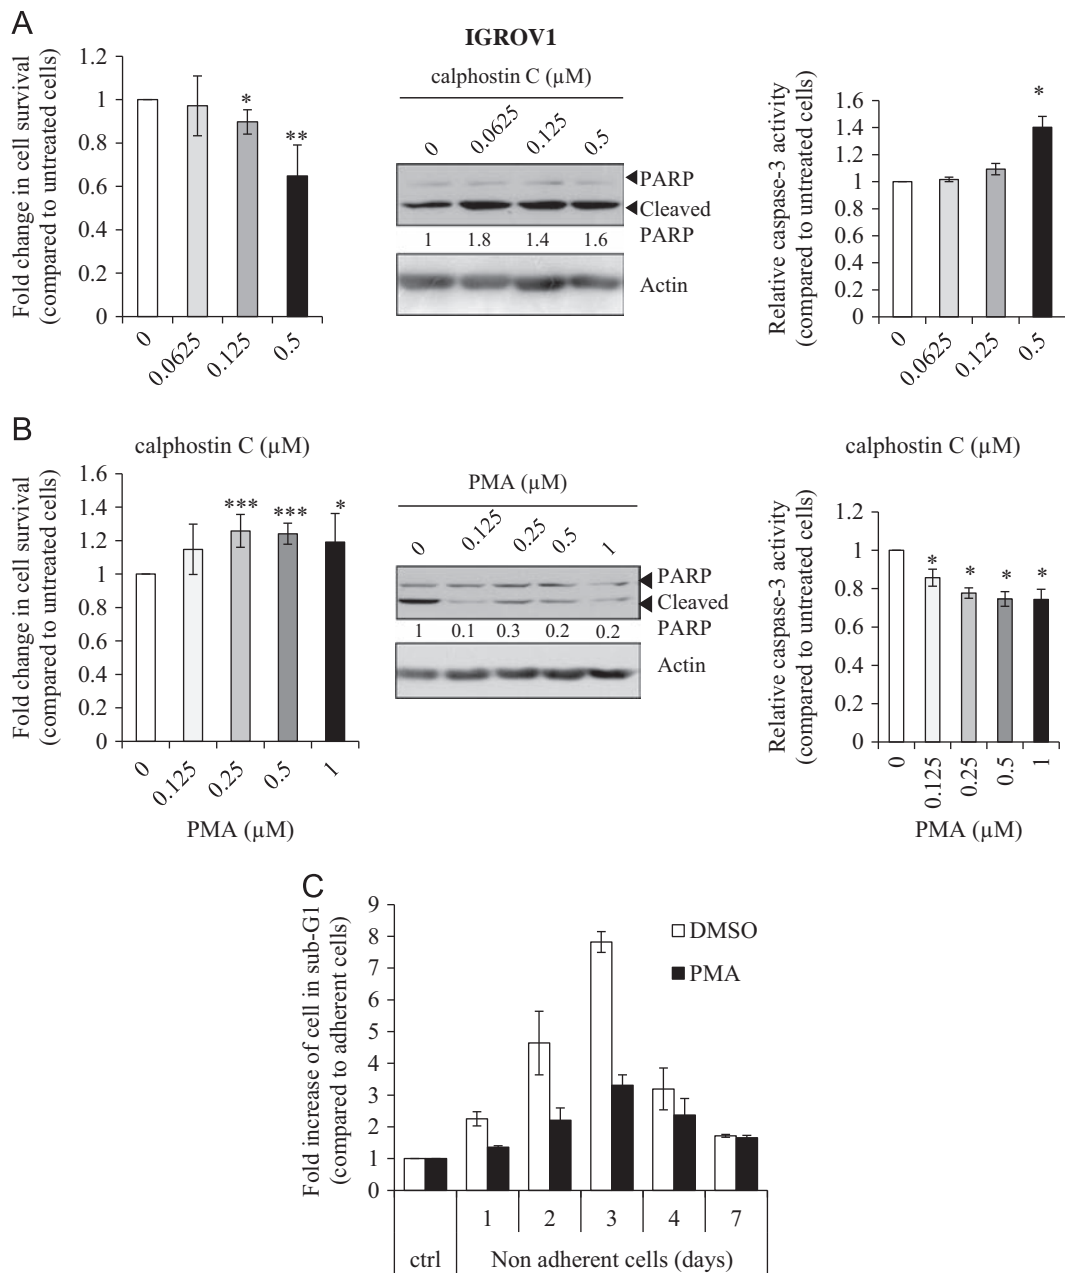 A
IGROV1
Fold change in cell survival
(compared to untreated cells)
1.2
1
0.8
0.6
0.4
0.2
0
*
**
0 0.0625 0.125 0.5
calphostin C (µM)
calphostin C (µM)
0 0.0625 0.125 0.5
PARP
Cleaved
PARP
1 1.8 1.4 1.6
Actin
Relative caspase-3 activity
(compared to untreated cells)
1.6
1.4
1.2
1
0.8
0.6
0.4
0.2
0
*
0 0.0625 0.125 0.5
calphostin C (µM)
B
Fold change in cell survival
(compared to untreated cells)
1.6
1.4
1.2
1
0.8
0.6
0.4
0.2
0
*** *** *
0 0.125 0.25 0.5 1
PMA (µM)
PMA (µM)
0 0.125 0.25 0.5 1
PARP
Cleaved
PARP
1 0.1 0.3 0.2 0.2
Actin
Relative caspase-3 activity
(compared to untreated cells)
1.2
1
0.8
0.6
0.4
0.2
0
* * * *
0 0.125 0.25 0.5 1
PMA (µM)
C
Fold increase of cell in sub-G1
(compared to adherent cells)
9
8
7
6
5
4
3
2
1
0
DMSO
PMA
1 2 3 4 7
ctrl Non adherent cells (days)